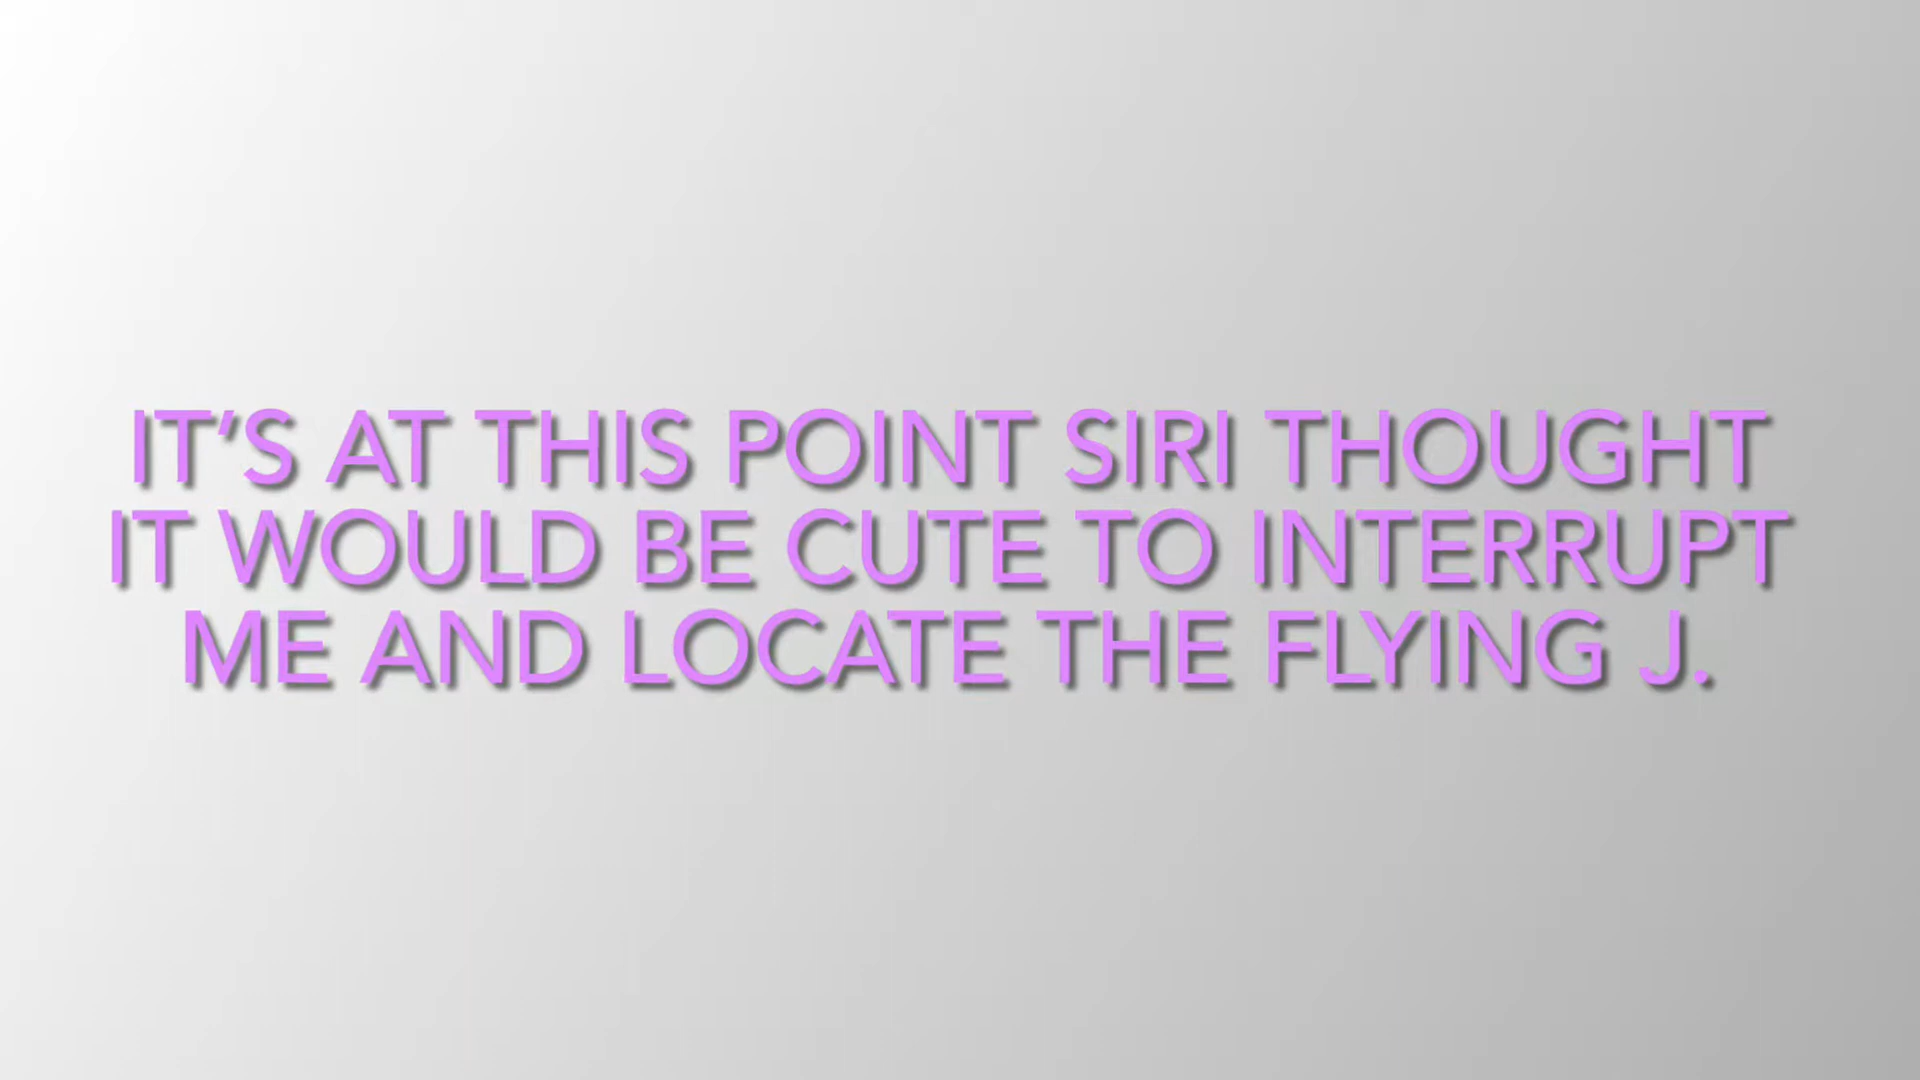 IT’S AT THIS POINT SIRI THOUGHT
IT WOULD BE CUTE TO INTERRUPT
ME AND LOCATE THE FLYING J.